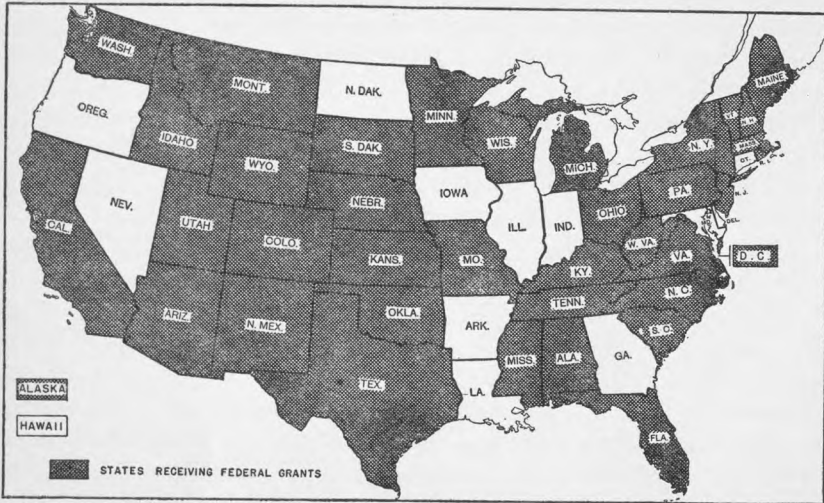 WASH.
MONT.
N. DAK.
MINN.
OREG.
IDAHO
WYO.
S. DAK.
WIS.
MICH.
MAINE
VT.
N.H.
N. Y.
MASS.
CT.
R. I.
NEV.
CAL.
UTAH
COLO.
NEBR.
KANS.
IOWA
ILL.
IND.
OHIO
PA.
N. J.
DEL.
W. VA.
VA.
D. C.
MO.
KY.
TENN.
N. C.
S. C.
ARIZ.
N. MEX.
OKLA.
TEX.
ARK.
LA.
MISS.
ALA.
GA.
FLA.
ALASKA
HAWAII
STATES RECEIVING FEDERAL GRANTS